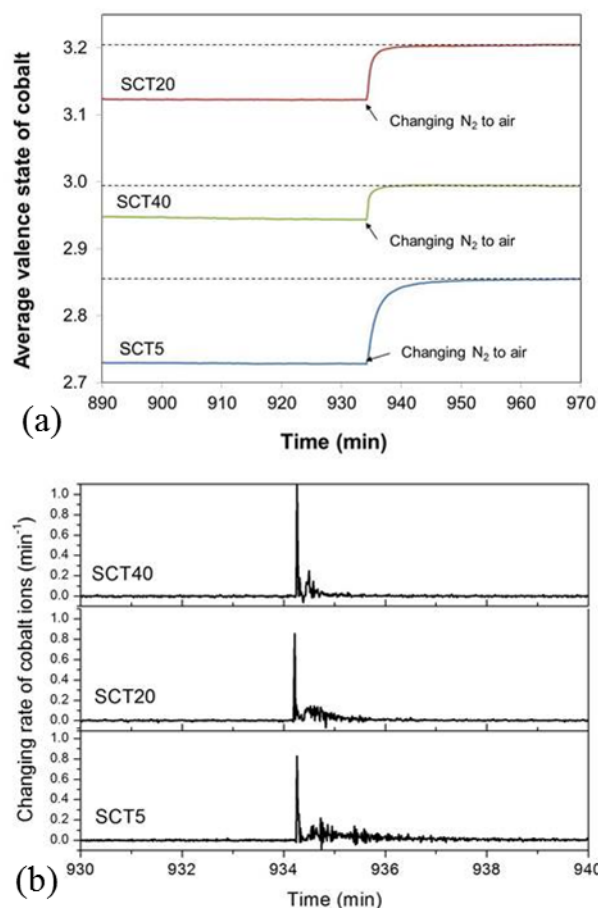 3.2
SCT20
3.1
Changing N₂ to air
3.0
SCT40
2.9
Changing N₂ to air
2.8
SCT5
Changing N₂ to air
2.7
890 900 910 920 930 940 950 960 970
Average valence state of cobalt
Time (min)
(a)
1.0
0.8
0.6
0.4
0.2
0.0
SCT40
1.0
0.8
0.6
0.4
0.2
0.0
SCT20
1.0
0.8
0.6
0.4
0.2
0.0
SCT5
930 932 934 936 938 940
Changing rate of cobalt ions (min⁻¹)
Time (min)
(b)